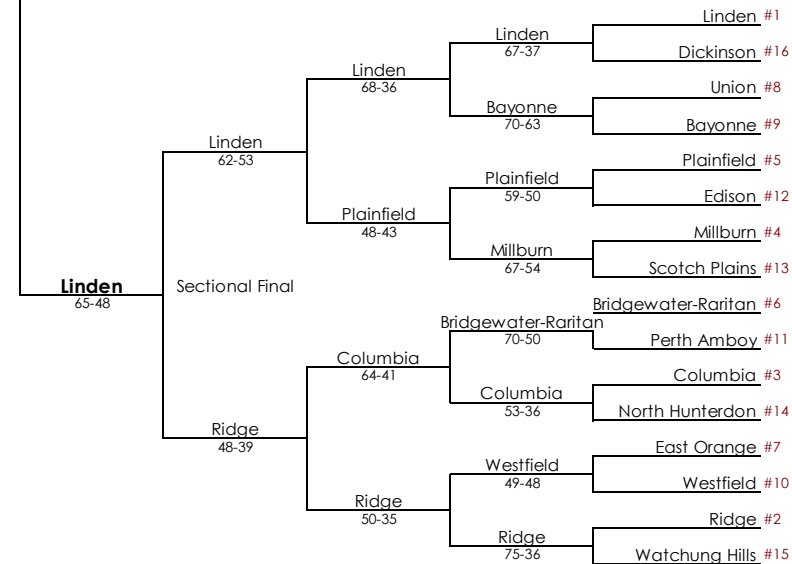 Linden #1
Linden
67-37
Dickinson #16
Linden
68-36
Union #8
Bayonne
70-63
Bayonne #9
Linden
62-53
Plainfield #5
Plainfield
59-50
Edison #12
Plainfield
48-43
Millburn #4
Millburn
67-54
Scotch Plains #13
Linden
65-48
Sectional Final
Bridgewater-Raritan #6
Bridgewater-Raritan
70-50
Perth Amboy #11
Columbia
64-41
Columbia #3
Columbia
53-36
North Hunterdon #14
Ridge
48-39
East Orange #7
Westfield
49-48
Westfield #10
Ridge
50-35
Ridge #2
Ridge
75-36
Watchung Hills #15